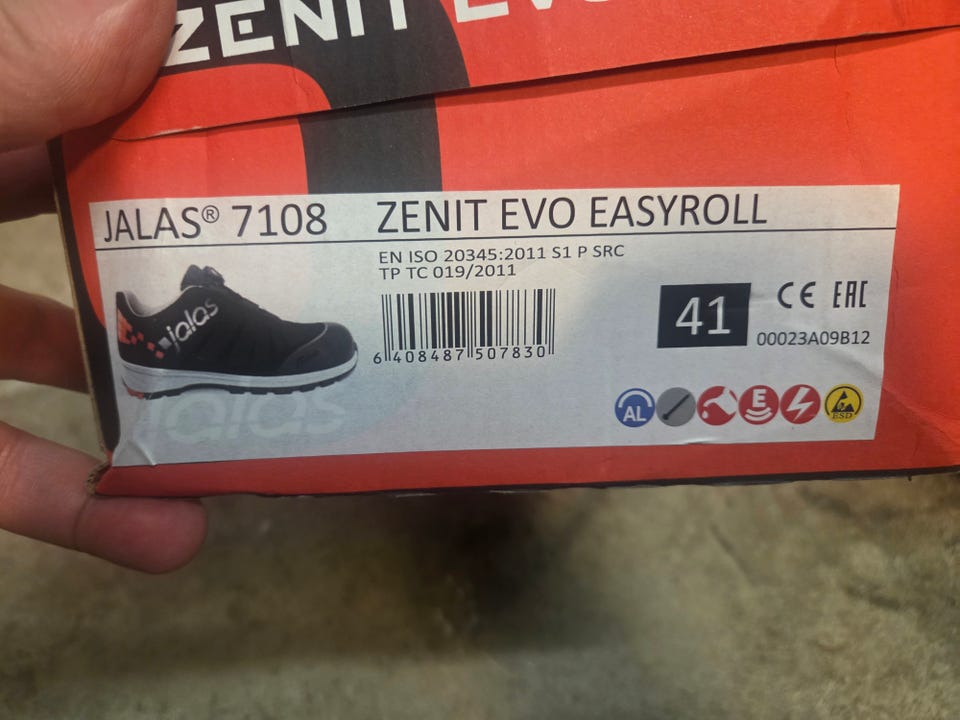 ZENIT EVO
JALAS® 7108 ZENIT EVO EASYROLL
EN ISO 20345:2011 S1 P SRC
TP TC 019/2011
jalas
6 408487 507830
41
CE EAC
00023A09B12
jalas
AL
E
ESD